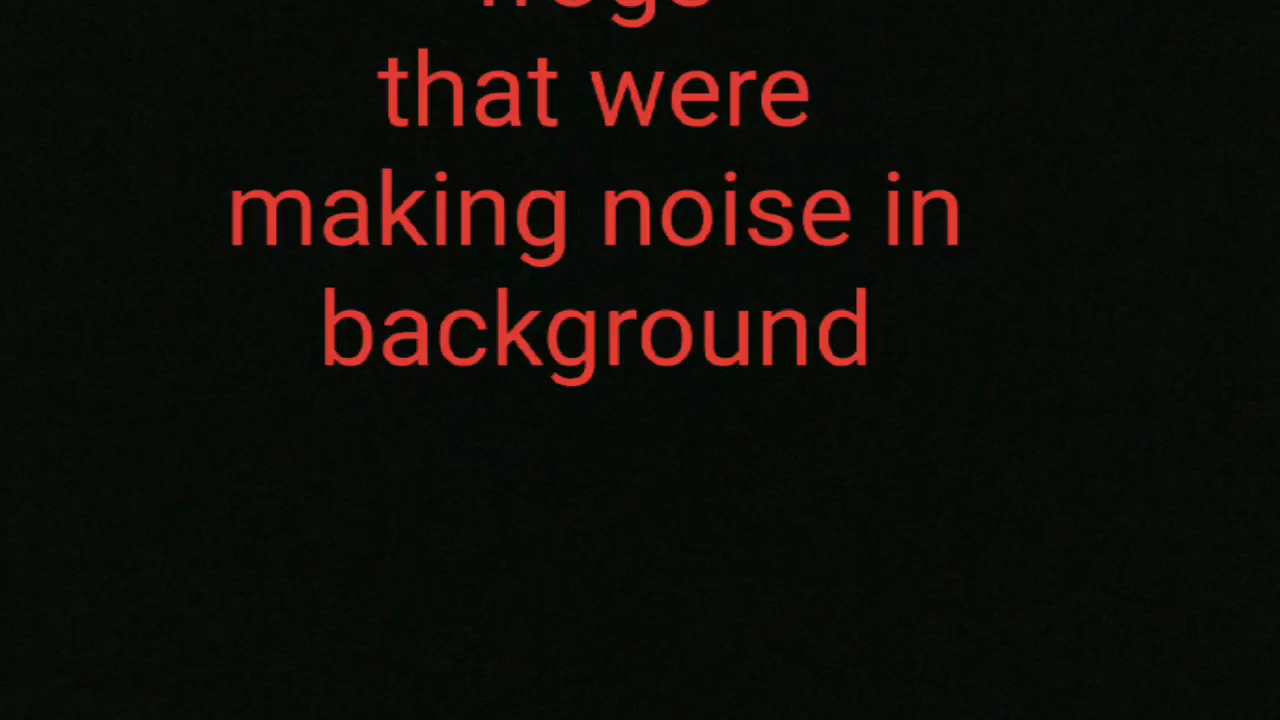 that were
making noise in
background